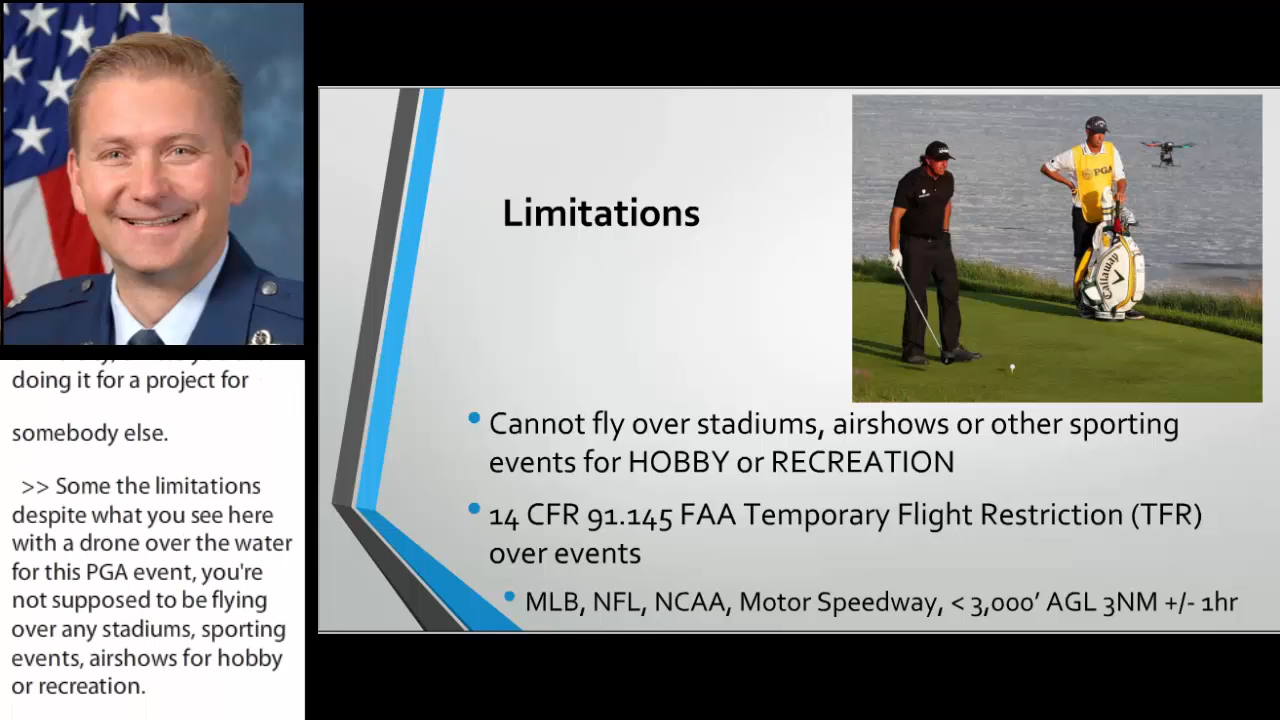 doing it for a project for
somebody else.
>> Some the limitations
despite what you see here
with a drone over the water
for this PGA event, you're
not supposed to be flying
over any stadiums, sporting
events, airshows for hobby
or recreation.
Limitations
PGA
Callaway
• Cannot fly over stadiums, airshows or other sporting
events for HOBBY or RECREATION
• 14 CFR 91.145 FAA Temporary Flight Restriction (TFR)
over events
• MLB, NFL, NCAA, Motor Speedway, < 3,000’ AGL 3NM +/- 1hr